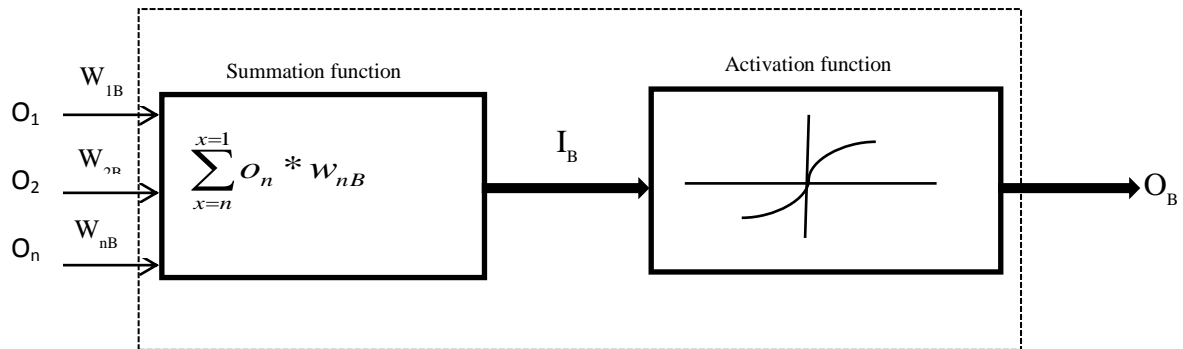 Summation function
Activation function
W1B
O1
W2B
O2
WnB
On
x=1
∑ on * wnB
x=n
IB
OB